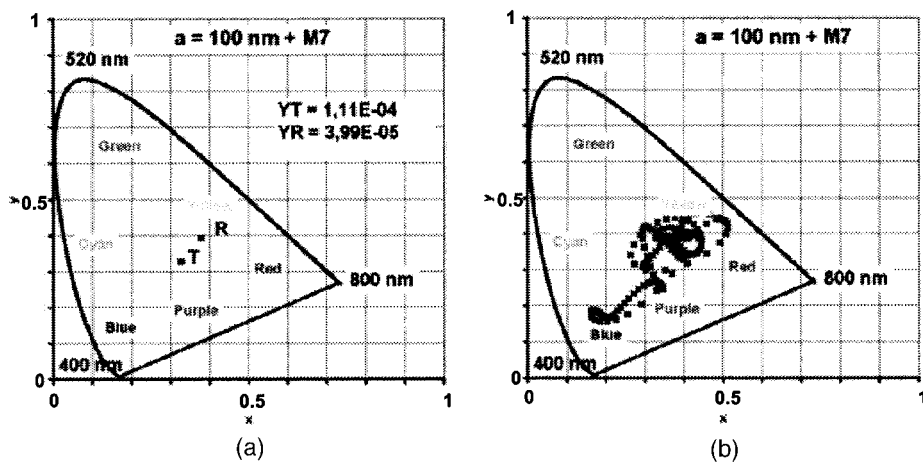 1
a = 100 nm + M7
520 nm
YT = 1,11E-04
YR = 3,99E-05
Green
0.5
y
R
Cyan
T
Red
800 nm
Purple
Blue
400 nm
0
0
0.5
1
x
(a)
1
a = 100 nm + M7
520 nm
Green
0.5
y
Cyan
Red
800 nm
Purple
Blue
400 nm
0
0
0.5
1
x
(b)